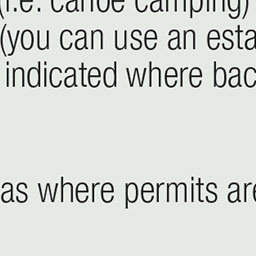 (i.e. canoe camping)
(you can use an esta
indicated where bac
as where permits are